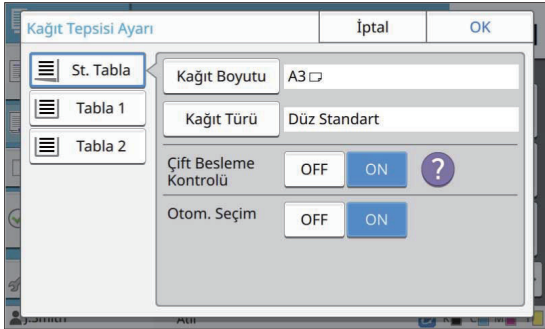 Kağıt Tepsisi Ayarı
İptal
OK
St. Tabla
Tabla 1
Tabla 2
Kağıt Boyutu
A3
Kağıt Türü
Düz Standart
Çift Besleme
Kontrolü
OFF
ON
?
Otom. Seçim
OFF
ON